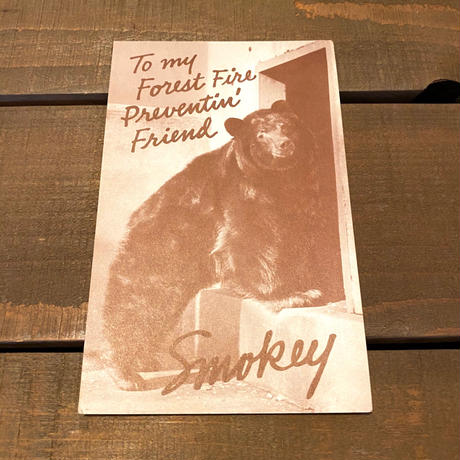 To my
Forest Fire
Preventin'
Friend
Smokey